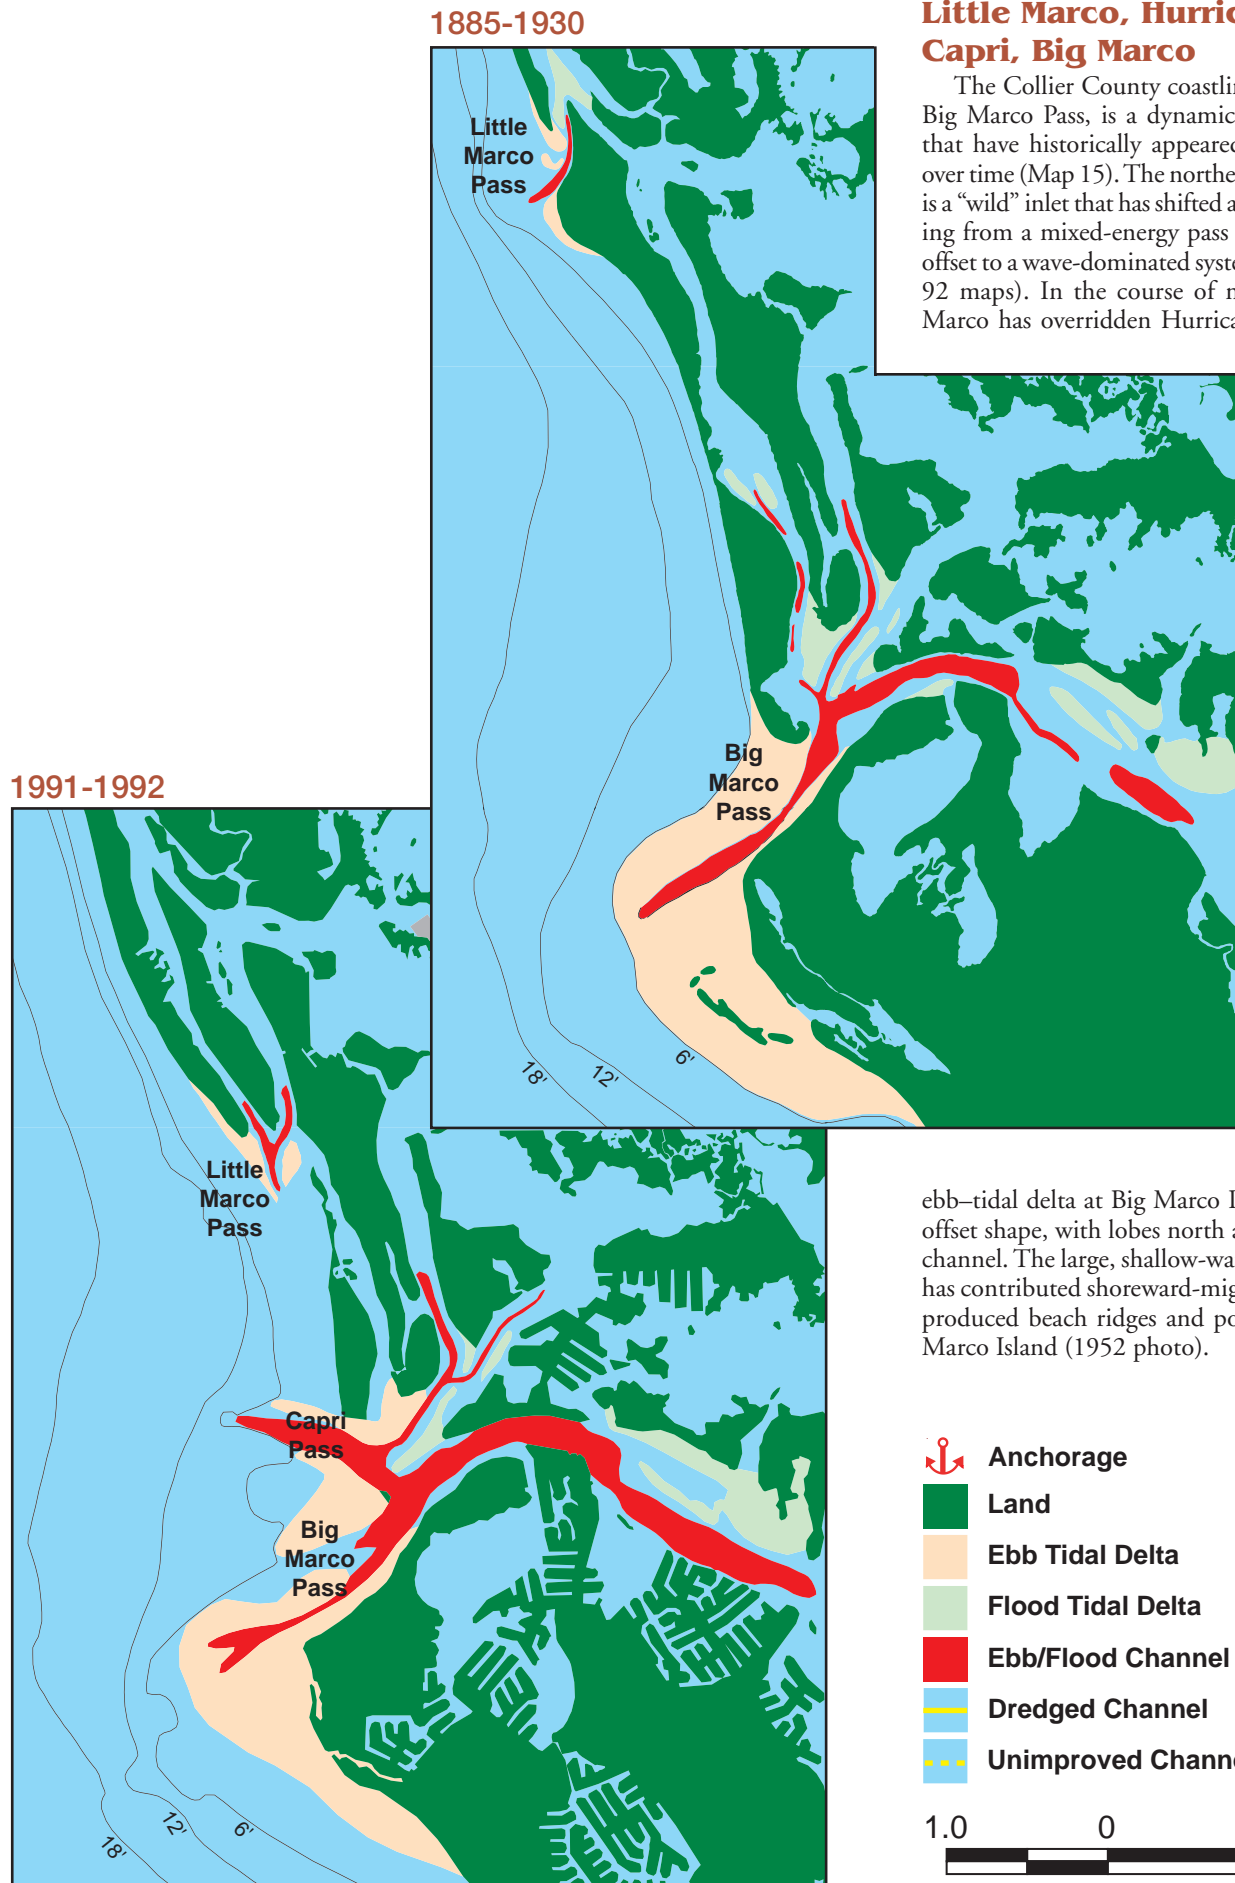 1885-1930
Little Marco, Hurric
Capri, Big Marco
The Collier County coastlin
Big Marco Pass, is a dynamic
that have historically appeared
over time (Map 15). The northe
is a “wild” inlet that has shifted a
ing from a mixed-energy pass
offset to a wave-dominated syste
92 maps). In the course of n
Marco has overridden Hurrica
Little
Marco
Pass
Big
Marco
Pass
18'
12'
6'
1991-1992
Little
Marco
Pass
Capri
Pass
Big
Marco
Pass
18'
12'
6'
ebb–tidal delta at Big Marco I
offset shape, with lobes north a
channel. The large, shallow-wa
has contributed shoreward-mig
produced beach ridges and po
Marco Island (1952 photo).
Anchorage
Land
Ebb Tidal Delta
Flood Tidal Delta
Ebb/Flood Channel
Dredged Channel
Unimproved Channe
1.0 0